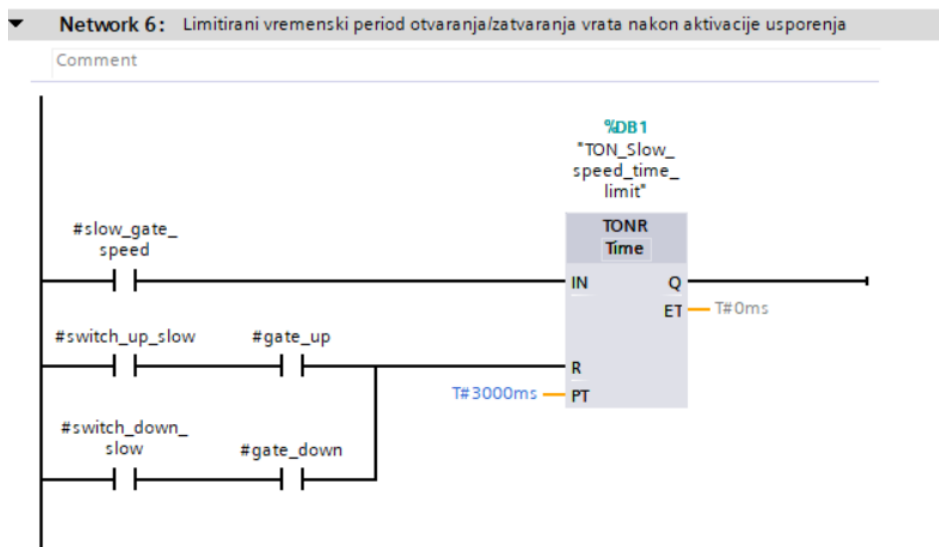 Network 6: Limitirani vremenski period otvaranja/zatvaranja vrata nakon aktivacije usporenja
Comment
%DB1
"TON_Slow_
speed_time_
limit"
TONR
Time
#slow_gate_
speed
IN
Q
ET
T#0ms
#switch_up_slow
#gate_up
R
T#3000ms
PT
#switch_down_
slow
#gate_down